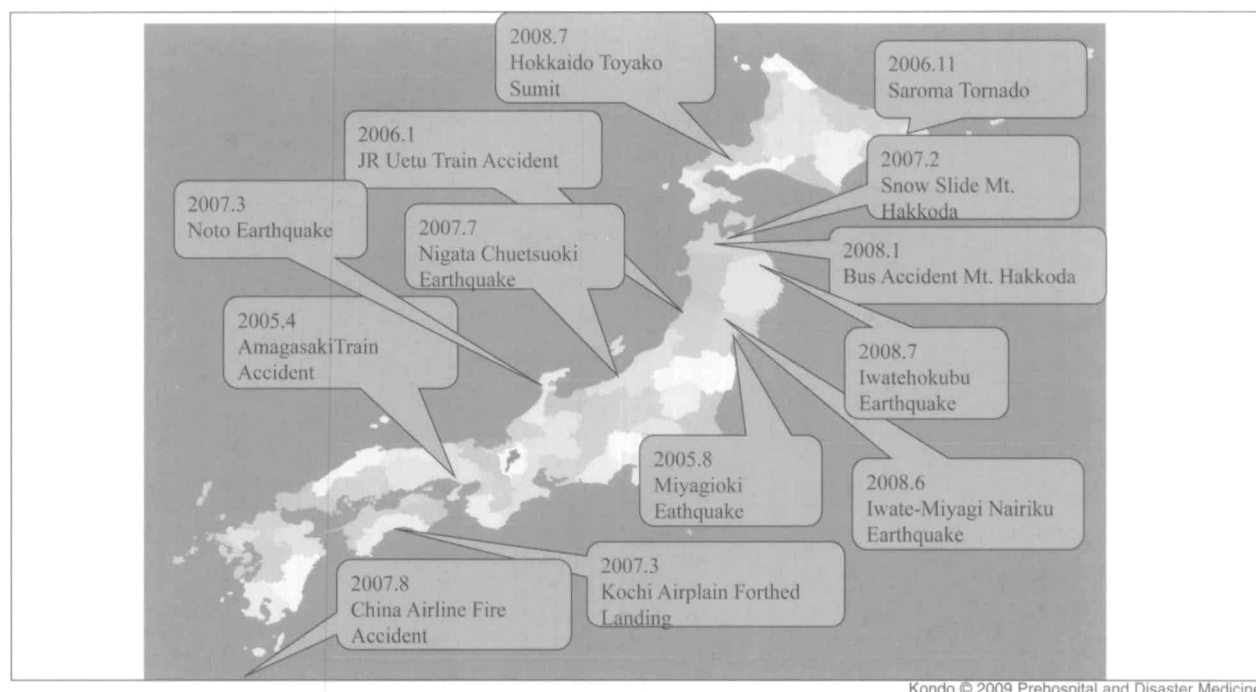 2008.7
Hokkaido Toyako
Sumit
2006.11
Saroma Tornado
2006.1
JR Uetu Train Accident
2007.2
Snow Slide Mt.
Hakkoda
2007.3
Noto Earthquake
2007.7
Nigata Chuetsuoki
Earthquake
2008.1
Bus Accident Mt. Hakkoda
2005.4
AmagasakiTrain
Accident
2008.7
Iwatehokubu
Earthquake
2005.8
Miyagioki
Eathquake
2008.6
Iwate-Miyagi Nairiku
Earthquake
2007.3
Kochi Airplain Forthed
Landing
2007.8
China Airline Fire
Accident
Kondo © 2009 Prehospital and Disaster Medicine